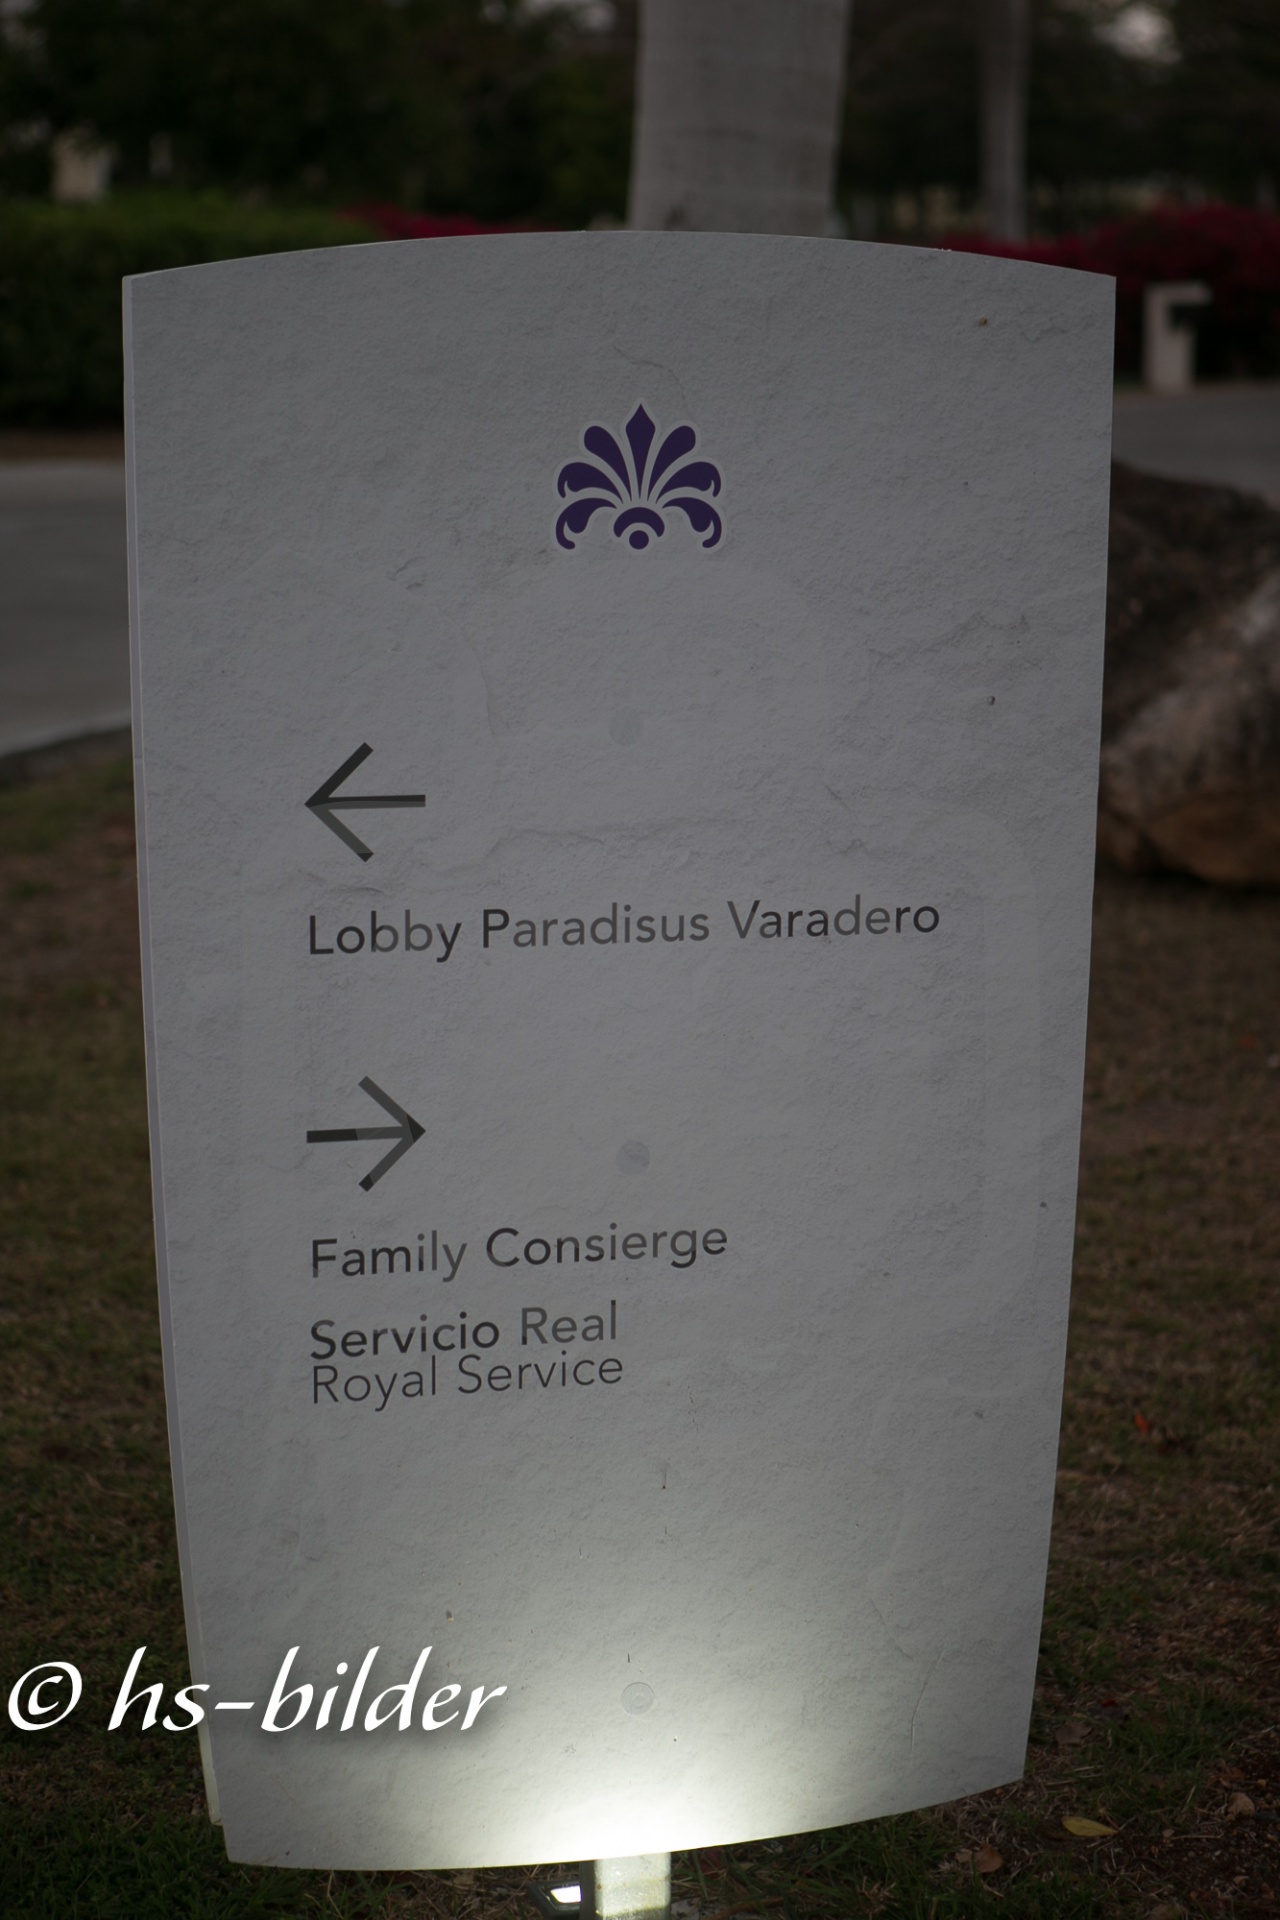 Lobby Paradisus Varadero
Family Consierge
Servicio Real
Royal Service
© hs-bilder